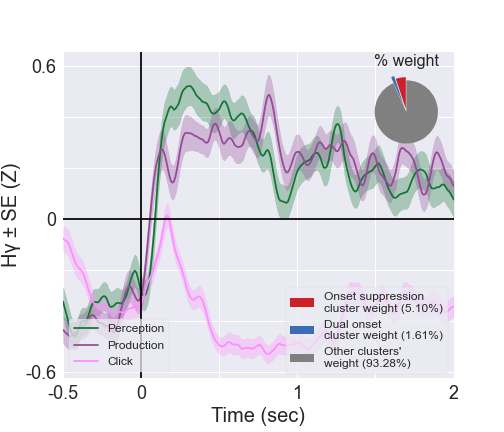 % weight
0.6
0
-0.6
Hγ ± SE (Z)
Perception
Production
Click
Onset suppression
cluster weight (5.10%)
Dual onset
cluster weight (1.61%)
Other clusters'
weight (93.28%)
-0.5
0
1
2
Time (sec)